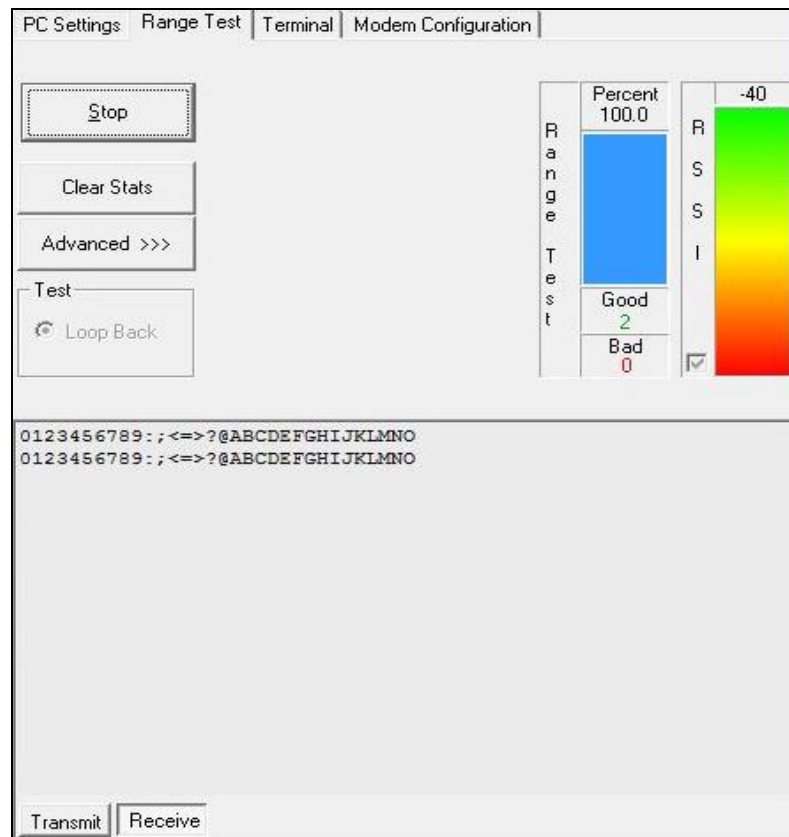 PC Settings Range Test Terminal Modem Configuration
Stop
Clear Stats
Advanced >>>
Test
Loop Back
Range Test
Percent
100.0
Good
2
Bad
0
RSSI
-40
0123456789:;<=>?@ABCDEFGHIJKLMNO
0123456789:;<=>?@ABCDEFGHIJKLMNO
Transmit Receive